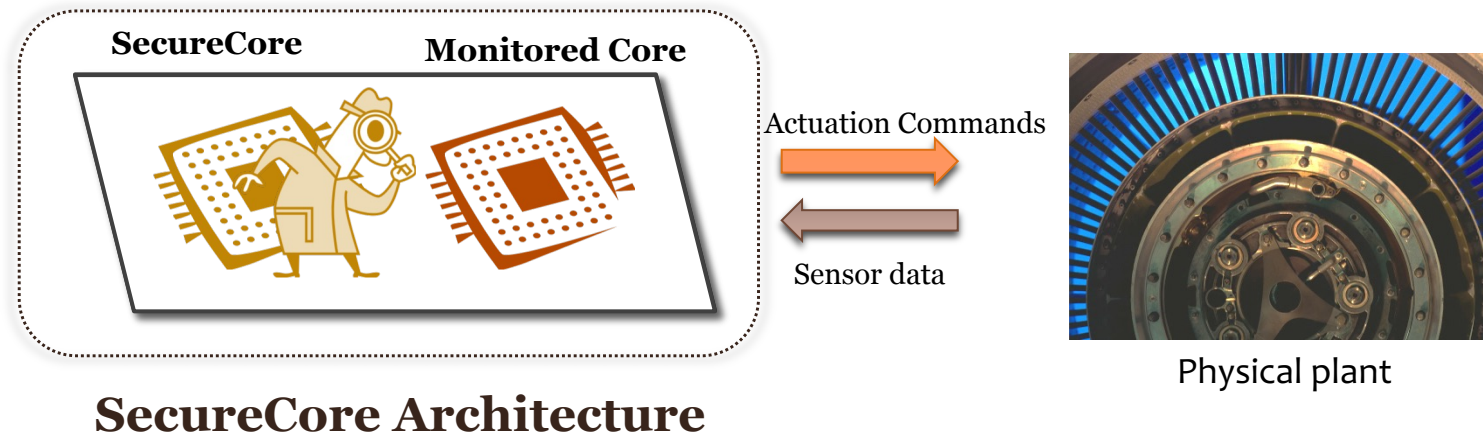 SecureCore
Monitored Core
Actuation Commands
Sensor data
Physical plant
SecureCore Architecture